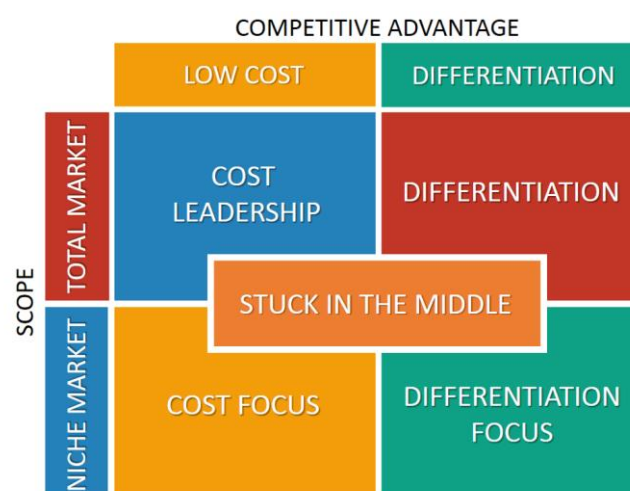 COMPETITIVE ADVANTAGE
LOW COST
DIFFERENTIATION
SCOPE
TOTAL MARKET
COST
LEADERSHIP
DIFFERENTIATION
STUCK IN THE MIDDLE
NICHE MARKET
COST FOCUS
DIFFERENTIATION
FOCUS